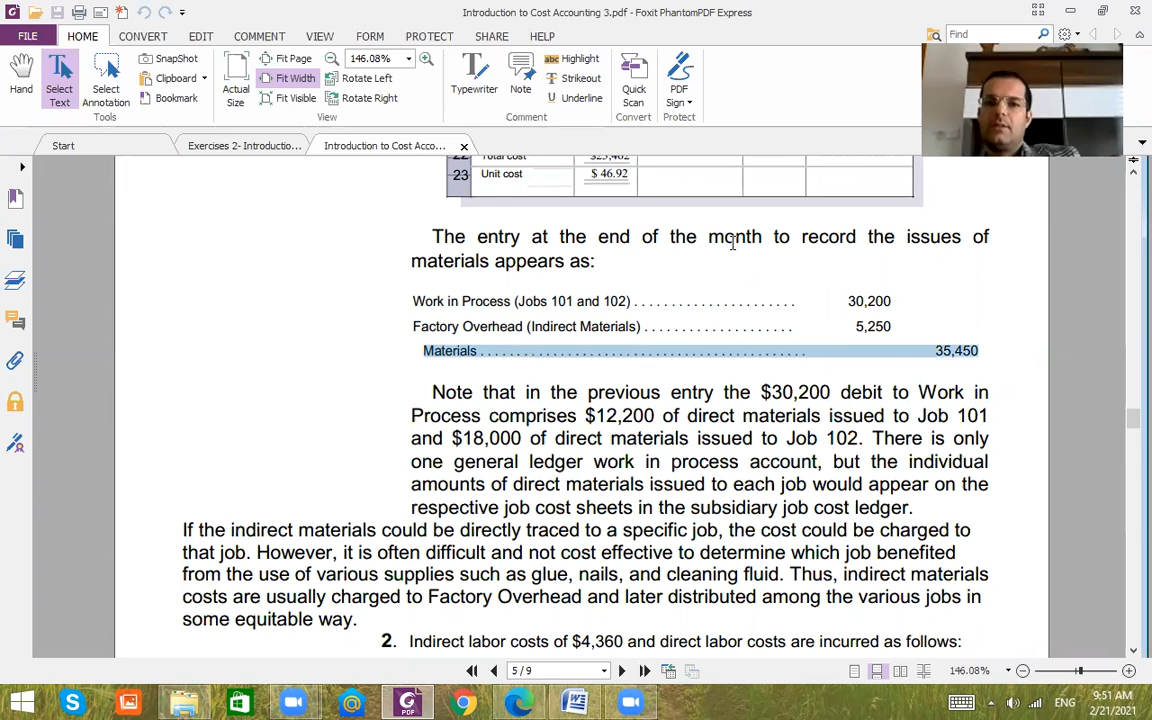 Introduction to Cost Accounting 3.pdf - Foxit PhantomPDF Express
FILE HOME CONVERT EDIT COMMENT VIEW FORM PROTECT SHARE HELP Find
Hand
Select Text
Select Annotation
SnapShot
Clipboard
Bookmark
Tools
Actual Size
Fit Page
Fit Width
Fit Visible
146.08%
Rotate Left
Rotate Right
View
Typewriter
Note
abc Highlight
Strikeout
Underline
Comment
Quick Scan
Convert
PDF Sign
Protect
Start Exercises 2- Introductio... Introduction to Cost Acco...
22 Total cost $23,462
23 Unit cost $ 46.92
The entry at the end of the month to record the issues of
materials appears as:
Work in Process (Jobs 101 and 102) . . . . . . . . . . . . . . . . . . . . . . 30,200
Factory Overhead (Indirect Materials) . . . . . . . . . . . . . . . . . . . . 5,250
Materials . . . . . . . . . . . . . . . . . . . . . . . . . . . . . . . . . . . . . . . . . . . . 35,450
Note that in the previous entry the $30,200 debit to Work in
Process comprises $12,200 of direct materials issued to Job 101
and $18,000 of direct materials issued to Job 102. There is only
one general ledger work in process account, but the individual
amounts of direct materials issued to each job would appear on the
respective job cost sheets in the subsidiary job cost ledger.
If the indirect materials could be directly traced to a specific job, the cost could be charged to
that job. However, it is often difficult and not cost effective to determine which job benefited
from the use of various supplies such as glue, nails, and cleaning fluid. Thus, indirect materials
costs are usually charged to Factory Overhead and later distributed among the various jobs in
some equitable way.
2. Indirect labor costs of $4,360 and direct labor costs are incurred as follows:
5 / 9 146.08%
PDF ENG 9:51 AM
2/21/2021